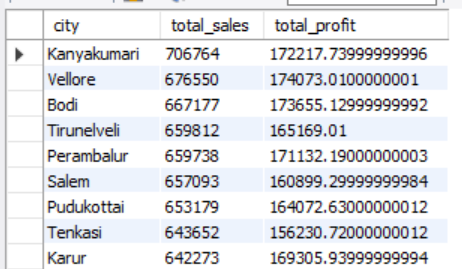 city total_sales total_profit
Kanyakumari 706764 172217.73999999996
Vellore 676550 174073.0100000001
Bodi 667177 173655.12999999992
Tirunelveli 659812 165169.01
Perambalur 659738 171132.19000000003
Salem 657093 160899.29999999984
Pudukottai 653179 164072.63000000012
Tenkasi 643652 156230.72000000012
Karur 642273 169305.93999999994